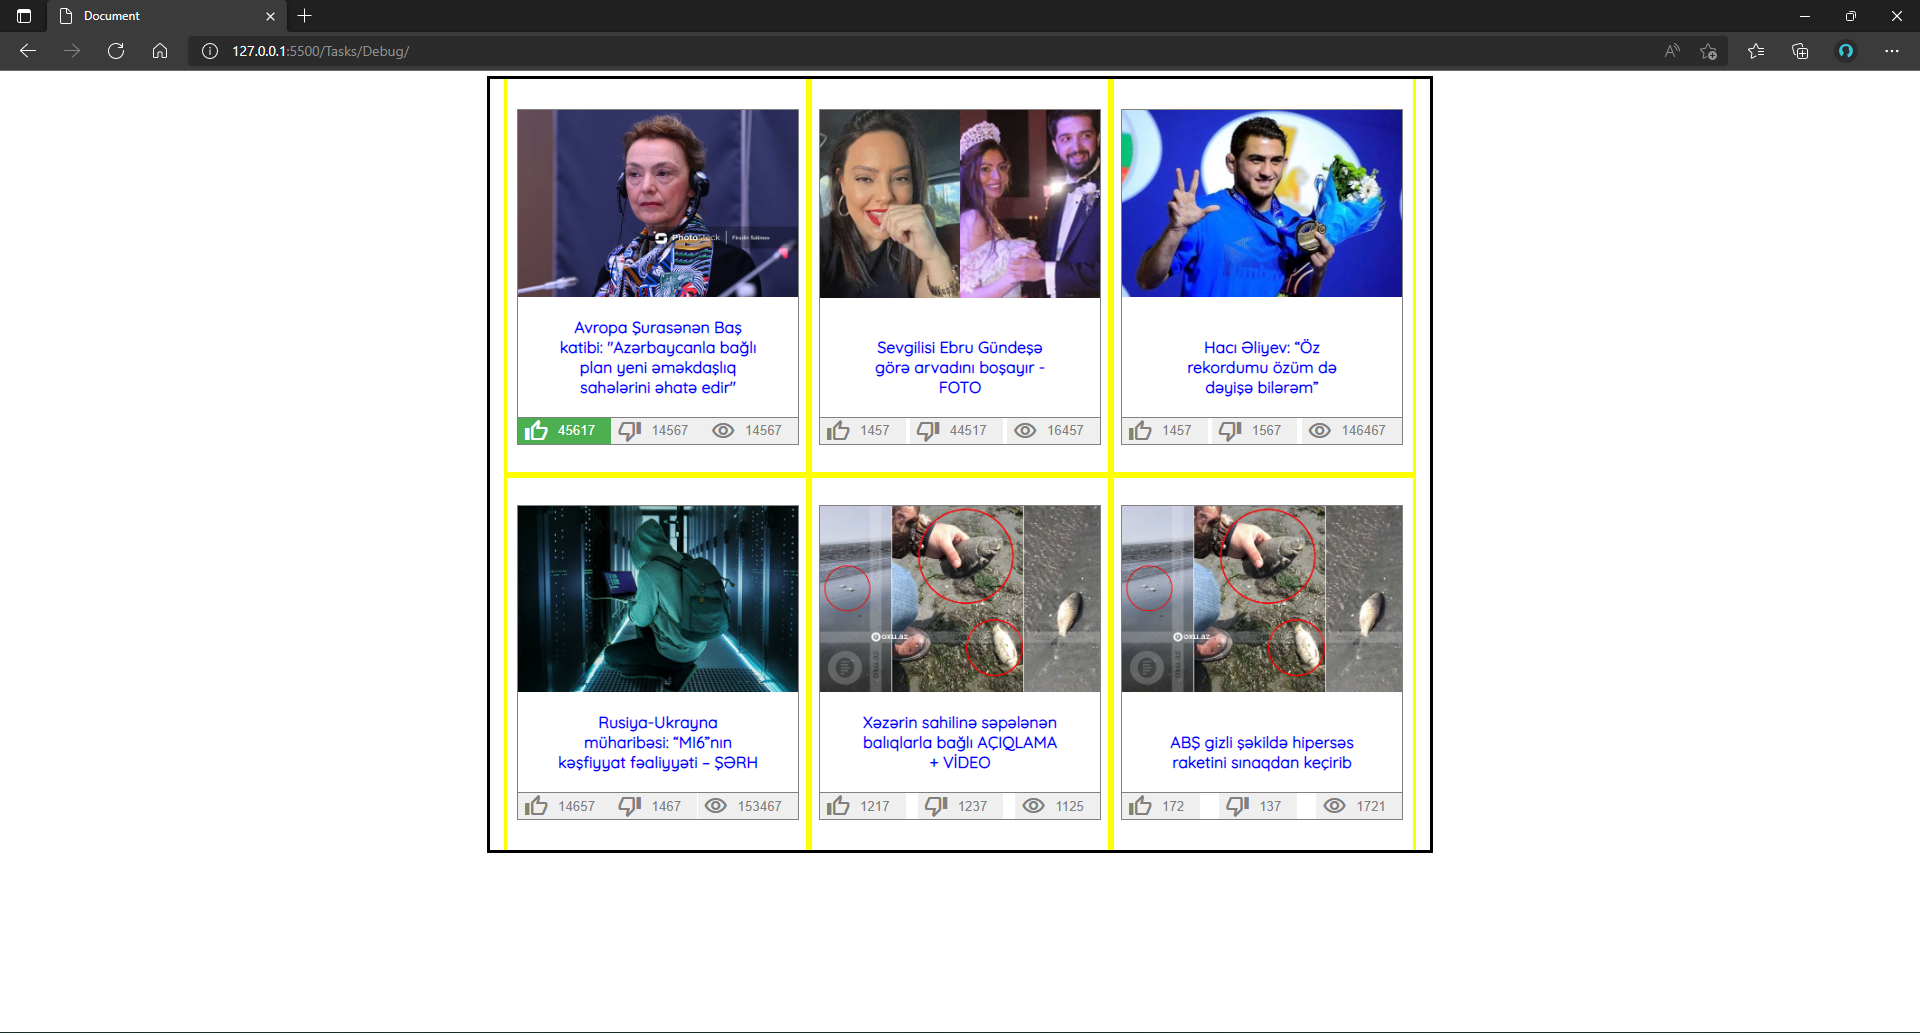 Document
127.0.0.1:5500/Tasks/Debug/
Photostock
Firudin Salimov
Avropa Şurasənən Baş
katibi: "Azərbaycanla bağlı
plan yeni əməkdaşlıq
sahələrini əhatə edir"
45617 14567 14567
Sevgilisi Ebru Gündeşə
görə arvadını boşayır -
FOTO
1457 44517 16457
Hacı Əliyev: “Öz
rekordumu özüm də
dəyişə bilərəm”
1457 1567 146467
Rusiya-Ukrayna
müharibəsi: “MI6”nın
kəşfiyyat fəaliyyəti – ŞƏRH
14657 1467 153467
oxu.az
Xəzərin sahilinə səpələnən
balıqlarla bağlı AÇIQLAMA
+ VİDEO
1217 1237 1125
oxu.az
ABŞ gizli şəkildə hipersəs
raketini sınaqdan keçirib
172 137 1721